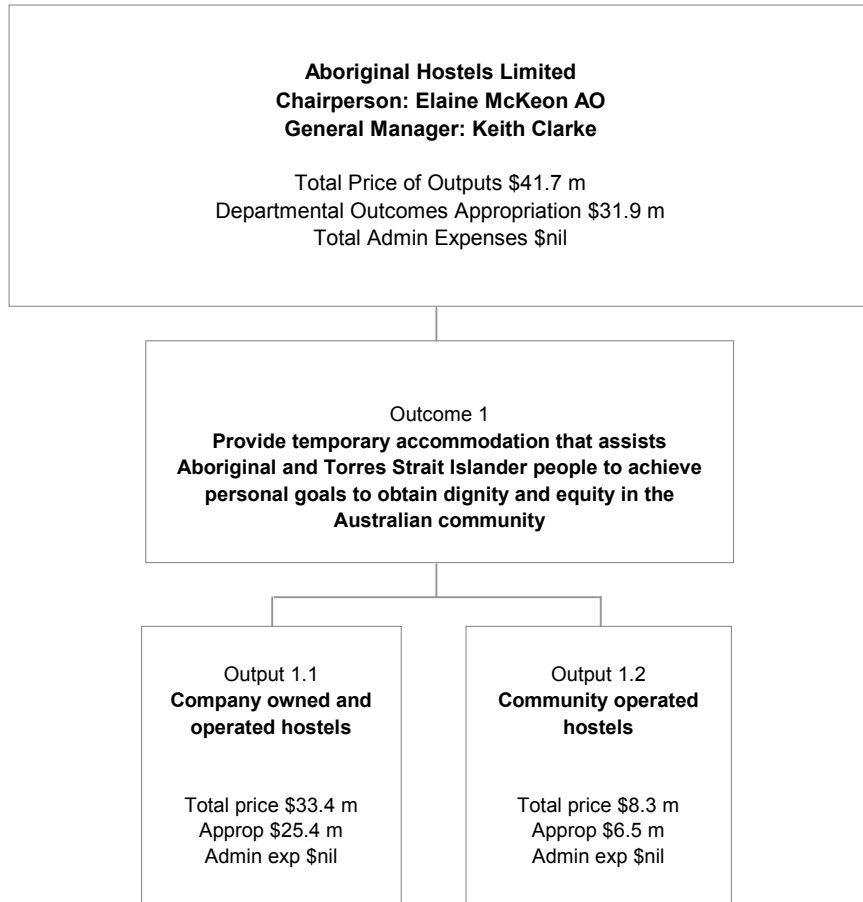 Aboriginal Hostels Limited
Chairperson: Elaine McKeon AO
General Manager: Keith Clarke
Total Price of Outputs $41.7 m
Departmental Outcomes Appropriation $31.9 m
Total Admin Expenses $nil
Outcome 1
Provide temporary accommodation that assists
Aboriginal and Torres Strait Islander people to achieve
personal goals to obtain dignity and equity in the
Australian community
Output 1.1
Company owned and
operated hostels
Total price $33.4 m
Approp $25.4 m
Admin exp $nil
Output 1.2
Community operated
hostels
Total price $8.3 m
Approp $6.5 m
Admin exp $nil